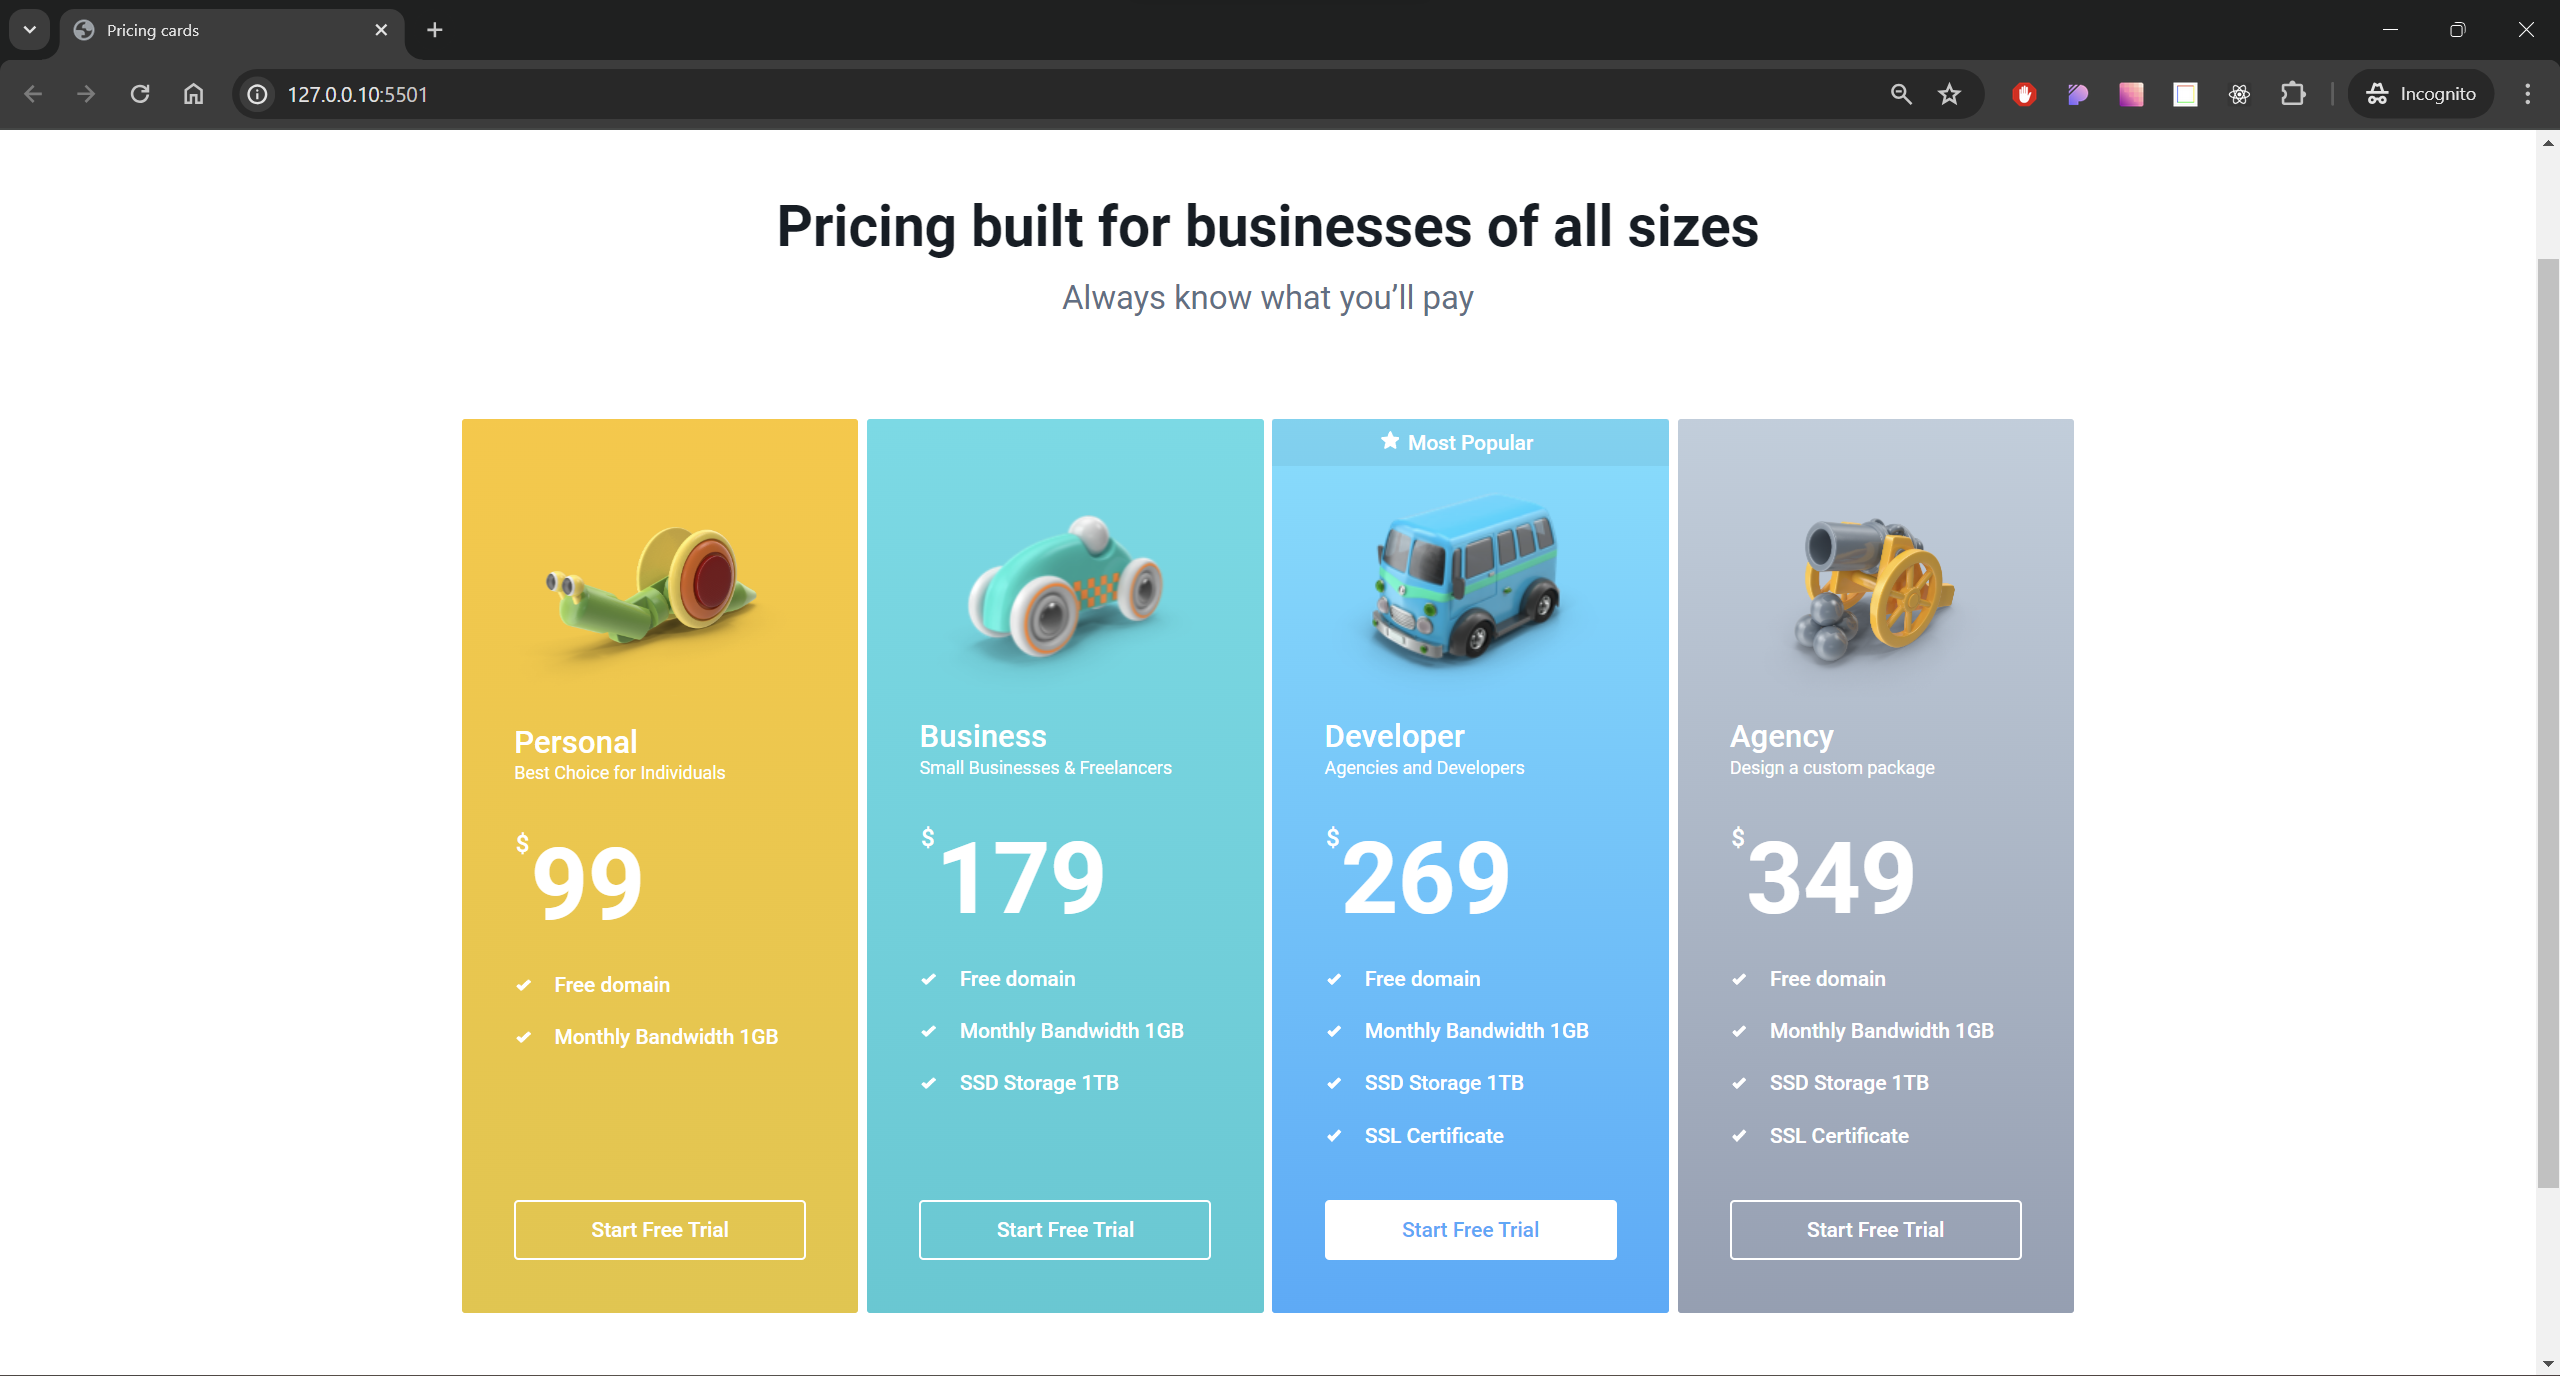 Pricing cards
127.0.0.10:5501
Incognito
Pricing built for businesses of all sizes
Always know what you’ll pay
Personal
Best Choice for Individuals
$99
Free domain
Monthly Bandwidth 1GB
Start Free Trial
Business
Small Businesses & Freelancers
$179
Free domain
Monthly Bandwidth 1GB
SSD Storage 1TB
Start Free Trial
Most Popular
Developer
Agencies and Developers
$269
Free domain
Monthly Bandwidth 1GB
SSD Storage 1TB
SSL Certificate
Start Free Trial
Agency
Design a custom package
$349
Free domain
Monthly Bandwidth 1GB
SSD Storage 1TB
SSL Certificate
Start Free Trial